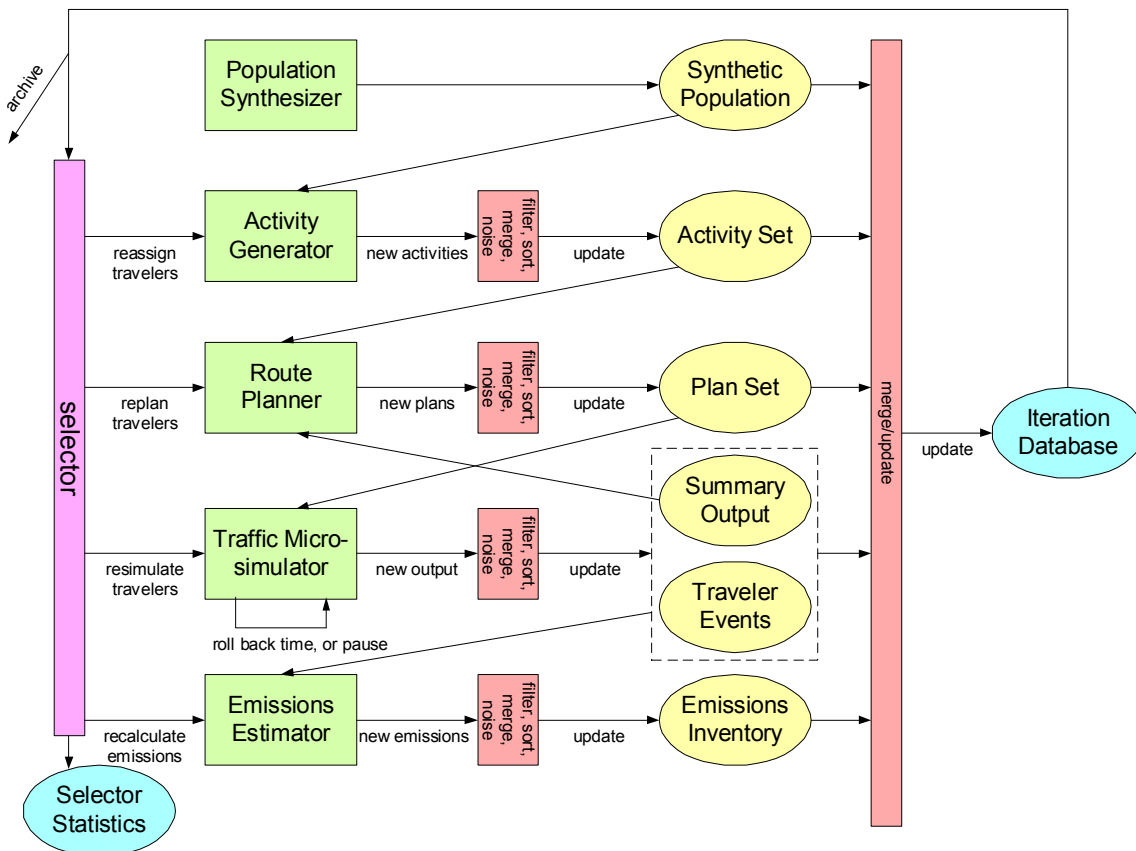 archive
Population
Synthesizer
Synthetic
Population
selector
reassign
travelers
Activity
Generator
new activities
filter, sort,
merge,
noise
update
Activity Set
replan
travelers
Route
Planner
new plans
filter, sort,
merge,
noise
update
Plan Set
merge/update
update
Iteration
Database
Summary
Output
resimulate
travelers
Traffic Micro-
simulator
new output
filter, sort,
merge,
noise
update
Traveler
Events
roll back time, or pause
recalculate
emissions
Emissions
Estimator
new emissions
filter, sort,
merge,
noise
update
Emissions
Inventory
Selector
Statistics